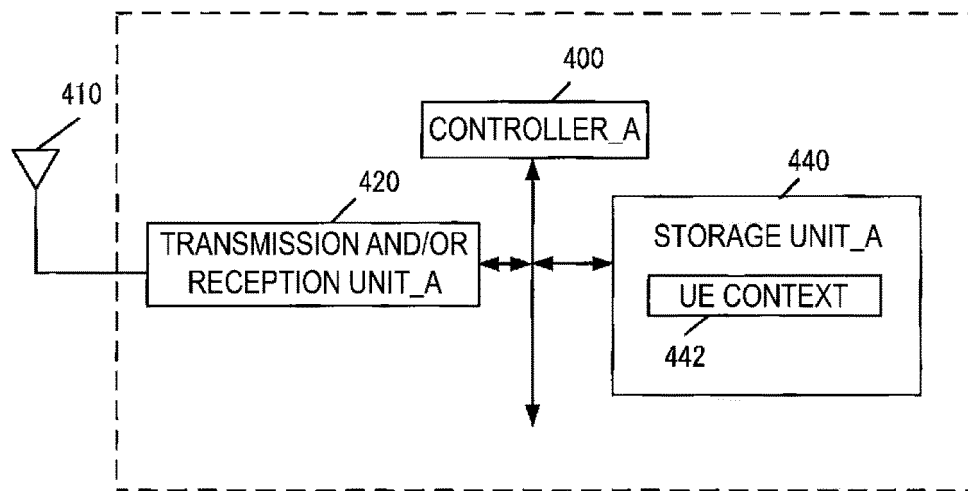 410
400
CONTROLLER_A
420
TRANSMISSION AND/OR
RECEPTION UNIT_A
440
STORAGE UNIT_A
UE CONTEXT
442